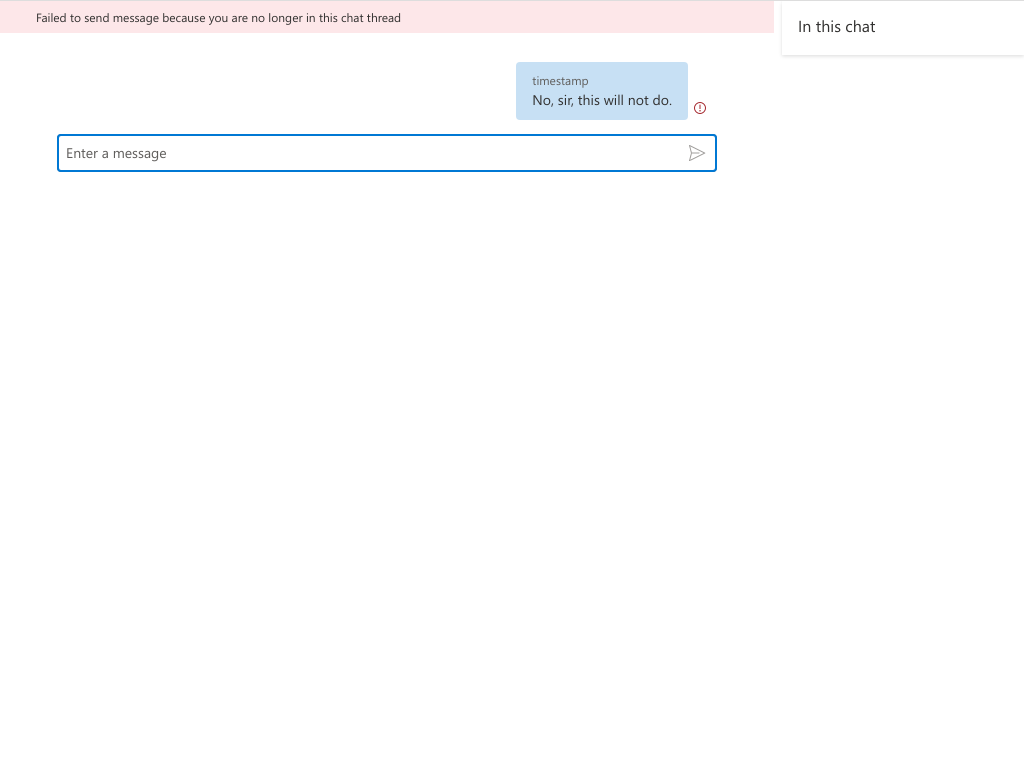 Failed to send message because you are no longer in this chat thread
In this chat
timestamp
No, sir, this will not do.
Enter a message